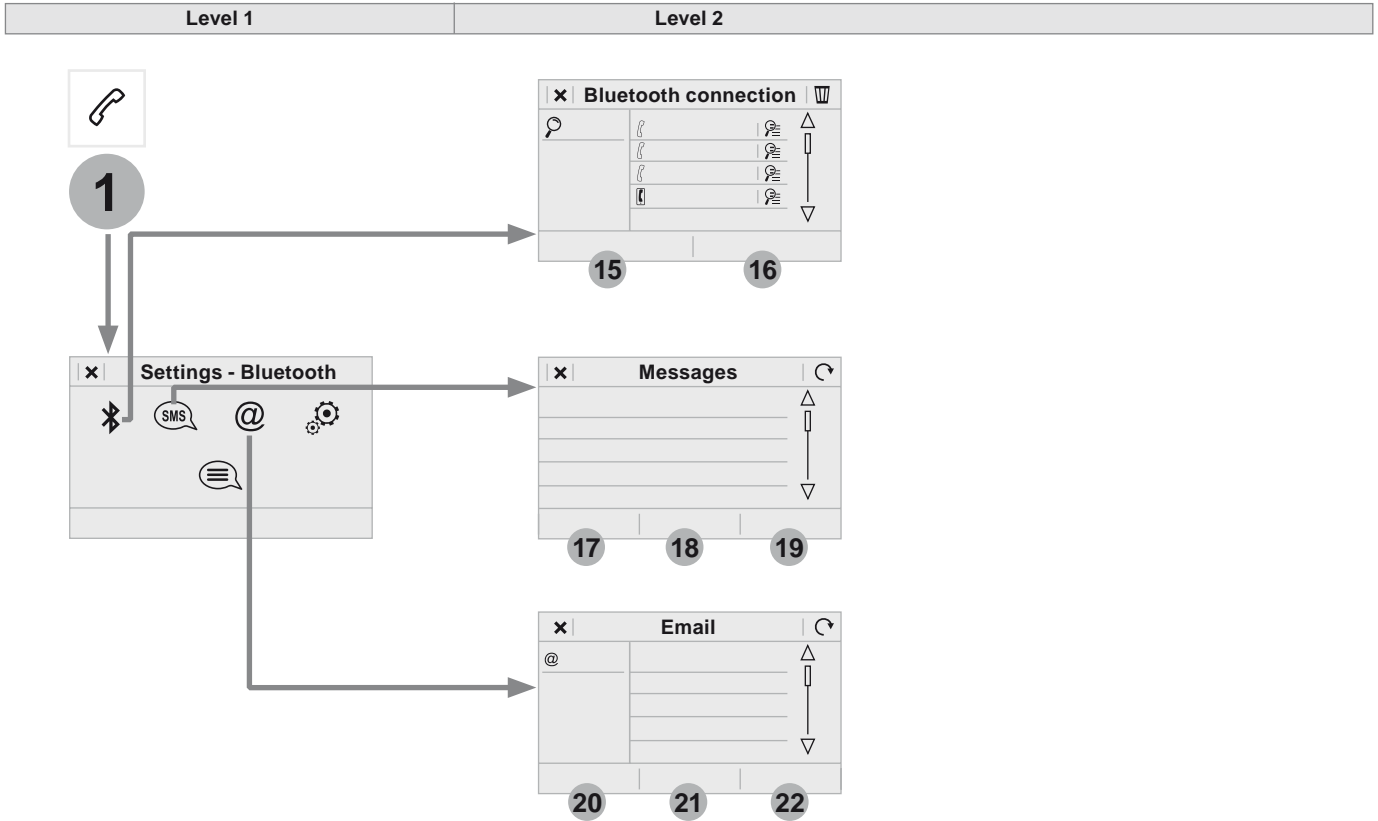 Level 1
Level 2
Bluetooth connection
1
15
16
Settings - Bluetooth
SMS
@
Messages
17
18
19
Email
@
20
21
22